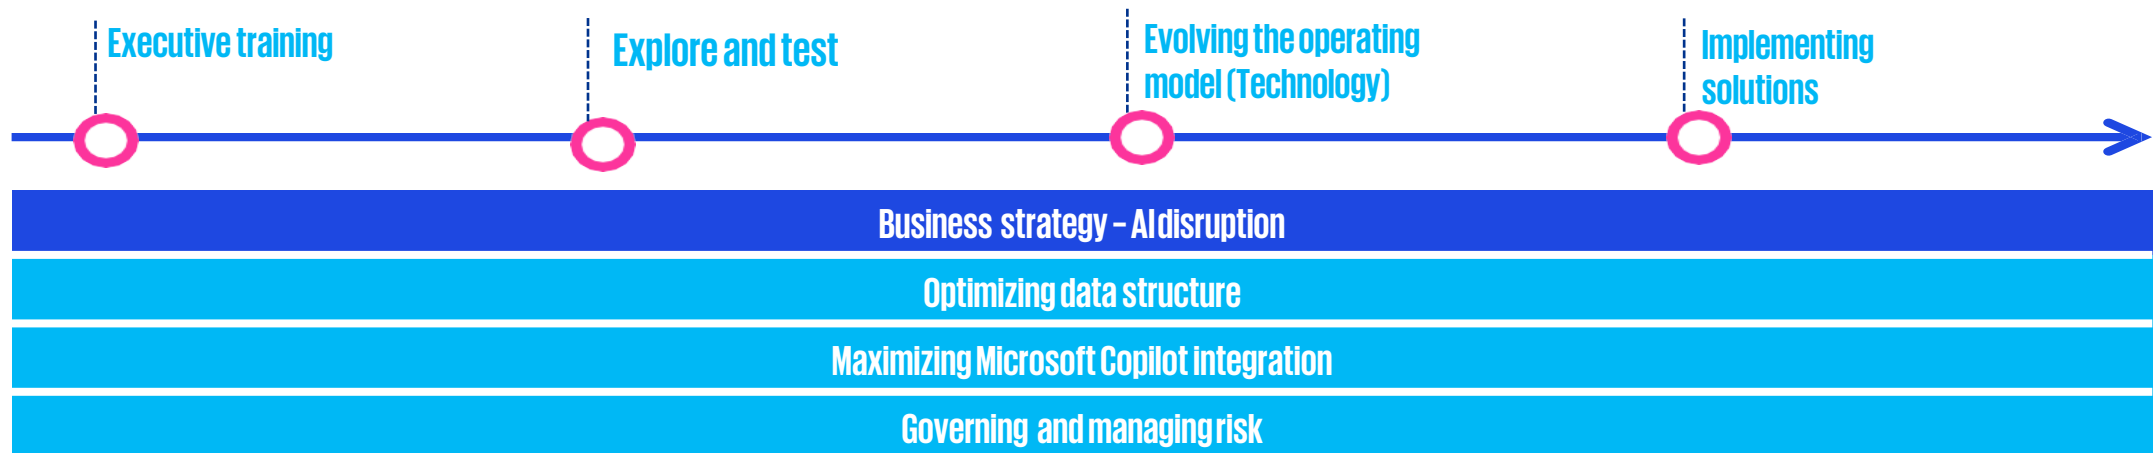 Executive training
Explore and test
Evolving the operating
model (Technology)
Implementing
solutions
Business strategy – AI disruption
Optimizing data structure
Maximizing Microsoft Copilot integration
Governing and managing risk